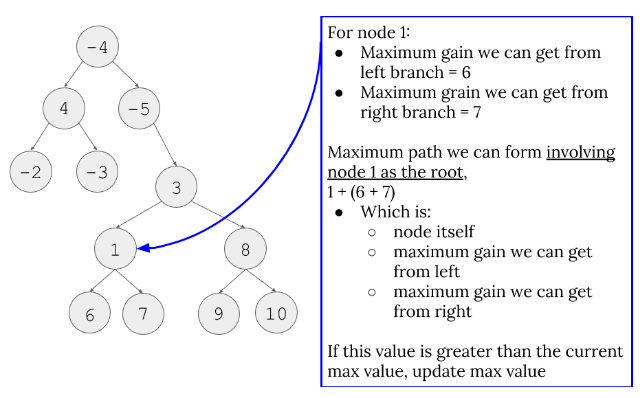 -4
4
-5
-2
-3
3
1
8
6
7
9
10
For node 1:
● Maximum gain we can get from
left branch = 6
● Maximum grain we can get from
right branch = 7
Maximum path we can form involving
node 1 as the root,
1 + (6 + 7)
● Which is:
○ node itself
○ maximum gain we can get
from left
○ maximum gain we can get
from right
If this value is greater than the current
max value, update max value